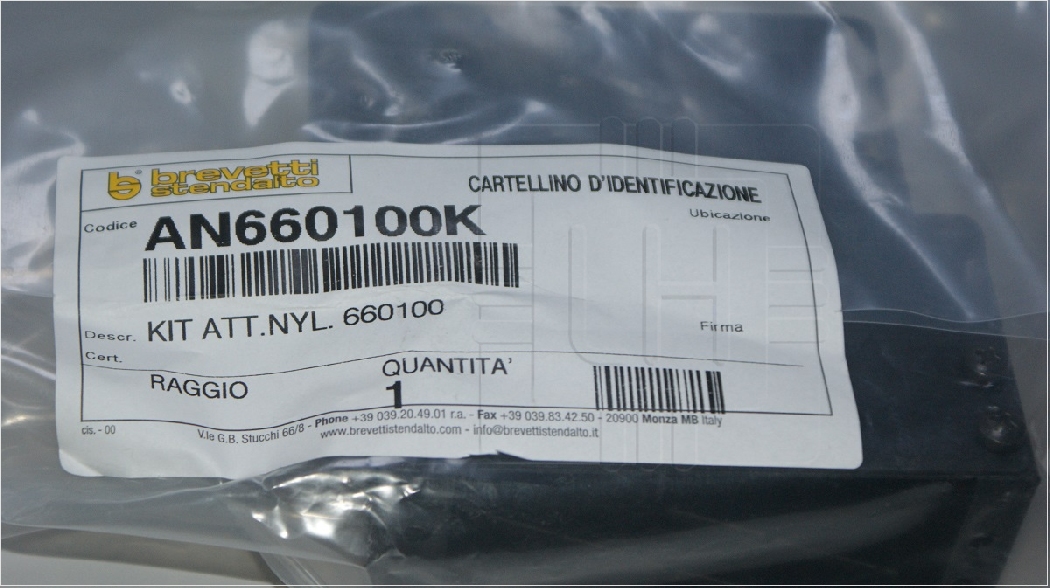 brevetti
stendalto
CARTELLINO D'IDENTIFICAZIONE
Codice AN660100K
Ubicazione
Descr. KIT ATT.NYL. 660100
Firma
Cert.
RAGGIO
QUANTITA'
1
cis. - 00
V.le G.B. Stucchi 66/8 - Phone +39 039.20.49.01 r.a. - Fax +39 039.83.42.50 - 20900 Monza MB Italy
www.brevettistendalto.com - info@brevettistendalto.it